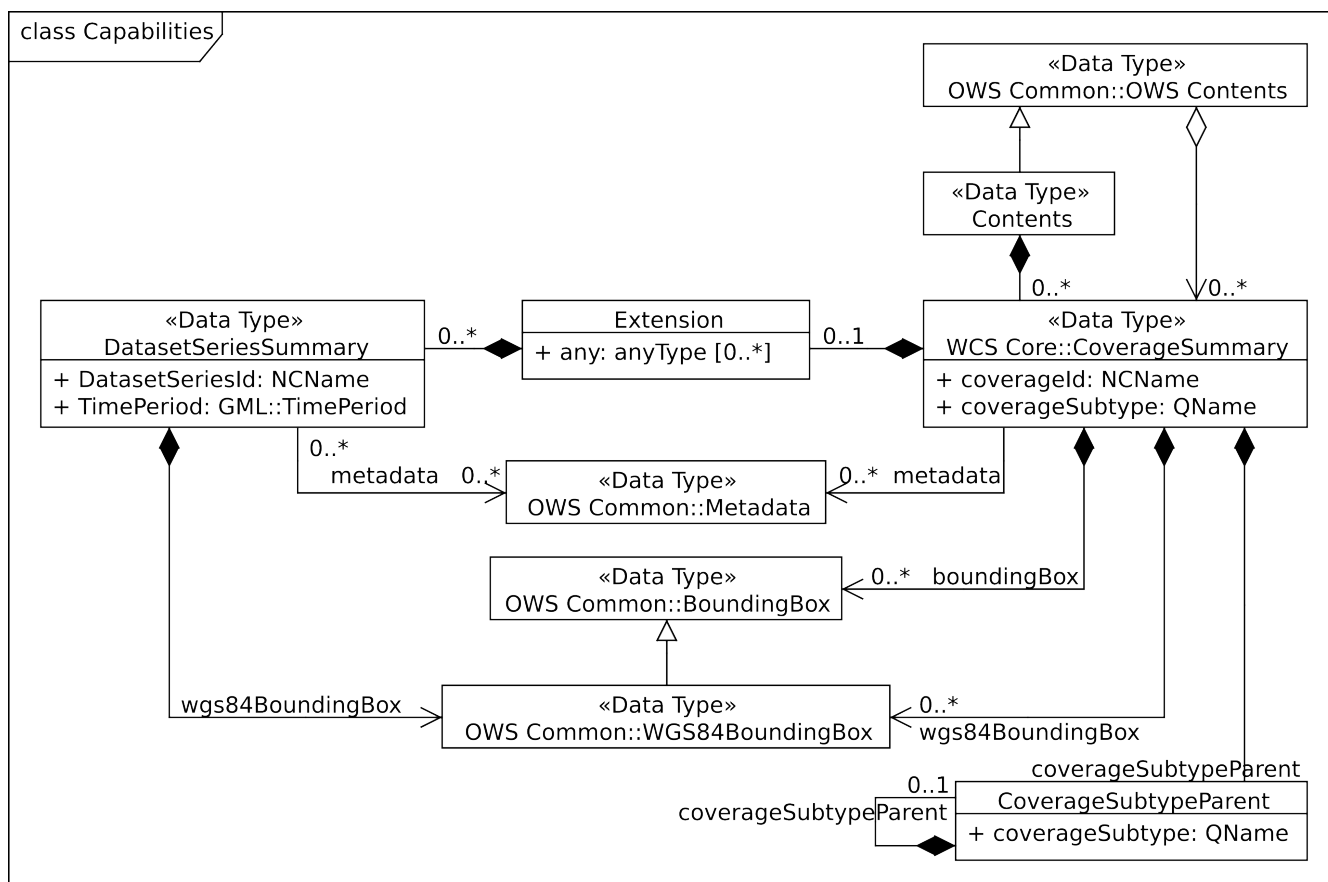 class Capabilities
«Data Type»
OWS Common::OWS Contents
«Data Type»
Contents
0..*
0..*
«Data Type»
DatasetSeriesSummary
+ DatasetSeriesId: NCName
+ TimePeriod: GML::TimePeriod
0..*
Extension
+ any: anyType [0..*]
0..1
«Data Type»
WCS Core::CoverageSummary
+ coverageId: NCName
+ coverageSubtype: QName
0..*
metadata
0..*
«Data Type»
OWS Common::Metadata
0..*
metadata
«Data Type»
OWS Common::BoundingBox
0..*
boundingBox
wgs84BoundingBox
«Data Type»
OWS Common::WGS84BoundingBox
0..*
wgs84BoundingBox
coverageSubtypeParent
0..1
coverageSubtypeParent
CoverageSubtypeParent
+ coverageSubtype: QName